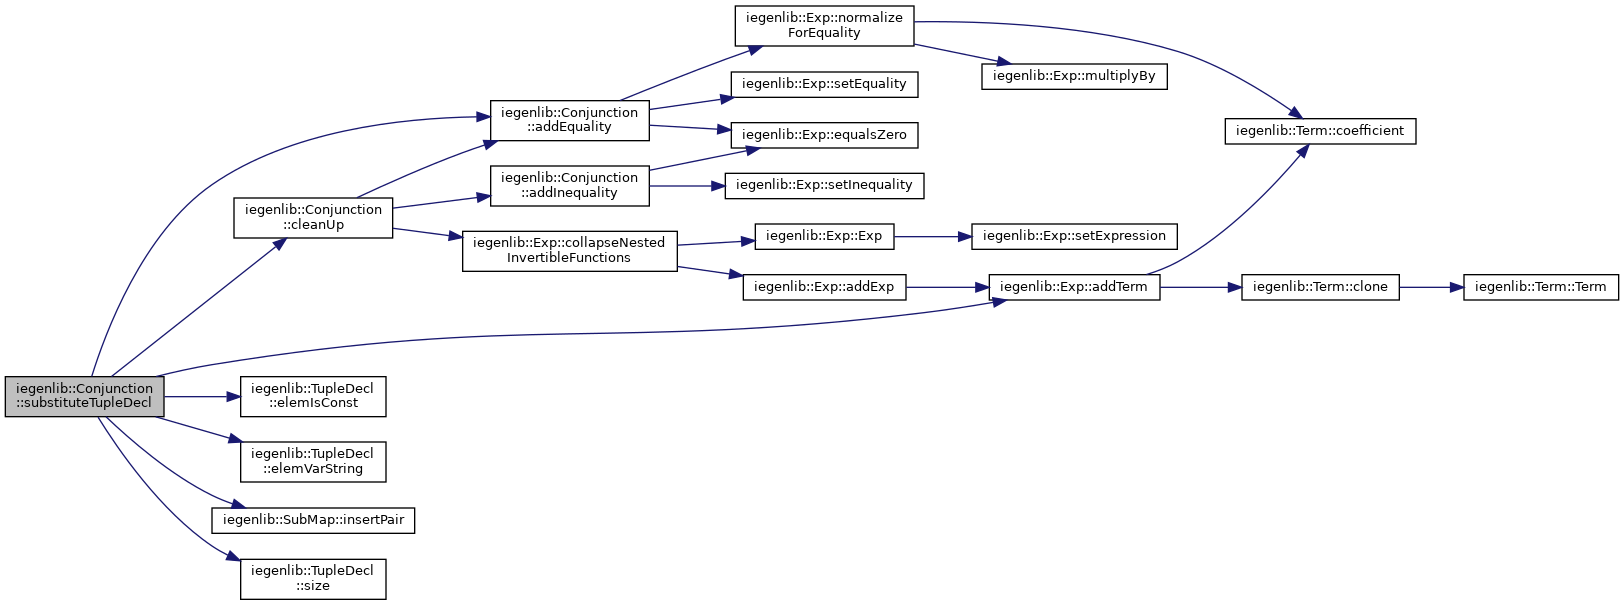 iegenlib::Conjunction
::substituteTupleDecl
iegenlib::Conjunction
::cleanUp
iegenlib::Conjunction
::addEquality
iegenlib::Conjunction
::addInequality
iegenlib::Exp::collapseNested
InvertibleFunctions
iegenlib::Exp::normalize
ForEquality
iegenlib::Exp::setEquality
iegenlib::Exp::equalsZero
iegenlib::Exp::setInequality
iegenlib::Exp::Exp
iegenlib::Exp::addExp
iegenlib::Exp::multiplyBy
iegenlib::Exp::setExpression
iegenlib::Exp::addTerm
iegenlib::Term::coefficient
iegenlib::Term::clone
iegenlib::Term::Term
iegenlib::TupleDecl
::elemIsConst
iegenlib::TupleDecl
::elemVarString
iegenlib::SubMap::insertPair
iegenlib::TupleDecl
::size